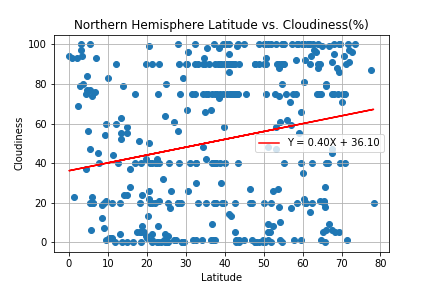 Northern Hemisphere Latitude vs. Cloudiness(%)
100
80
60
40
20
0
Cloudiness
Y = 0.40X + 36.10
0 10 20 30 40 50 60 70 80
Latitude